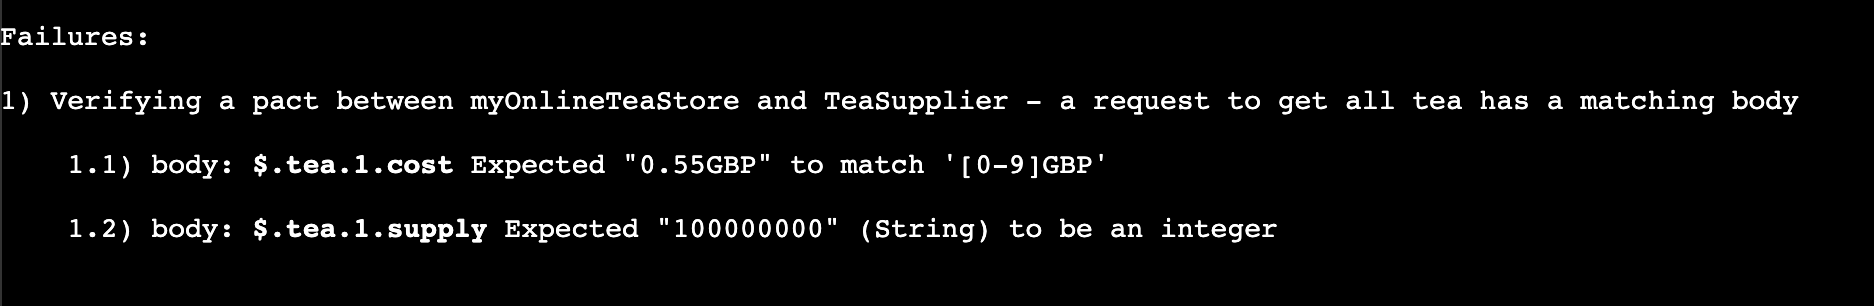 Failures:
1) Verifying a pact between myOnlineTeaStore and TeaSupplier – a request to get all tea has a matching body
1.1) body: $.tea.1.cost Expected "0.55GBP" to match '[0–9]GBP'
1.2) body: $.tea.1.supply Expected "100000000" (String) to be an integer